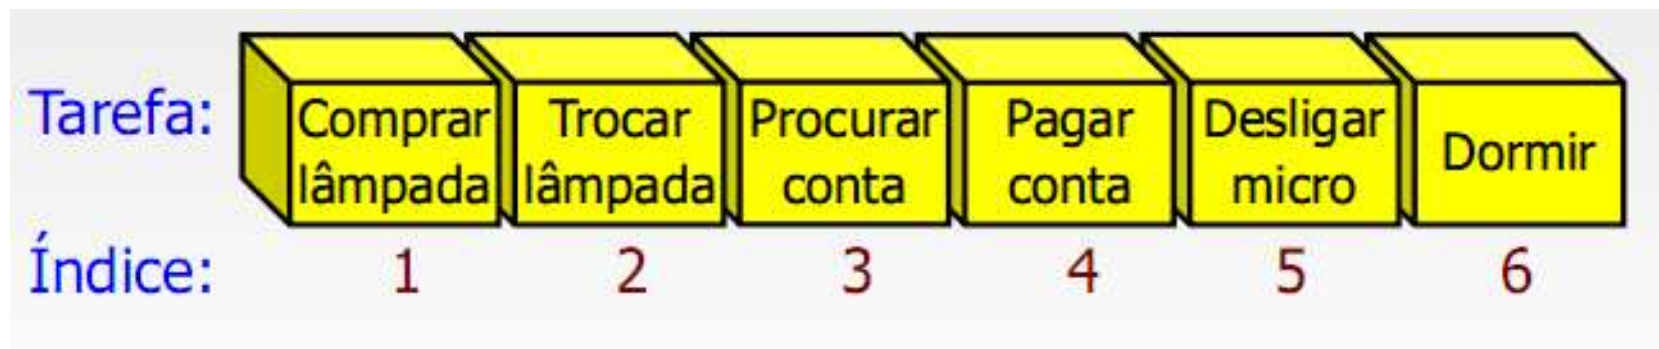 Tarefa:
Comprar
lâmpada
Trocar
lâmpada
Procurar
conta
Pagar
conta
Desligar
micro
Dormir
Índice: 1 2 3 4 5 6